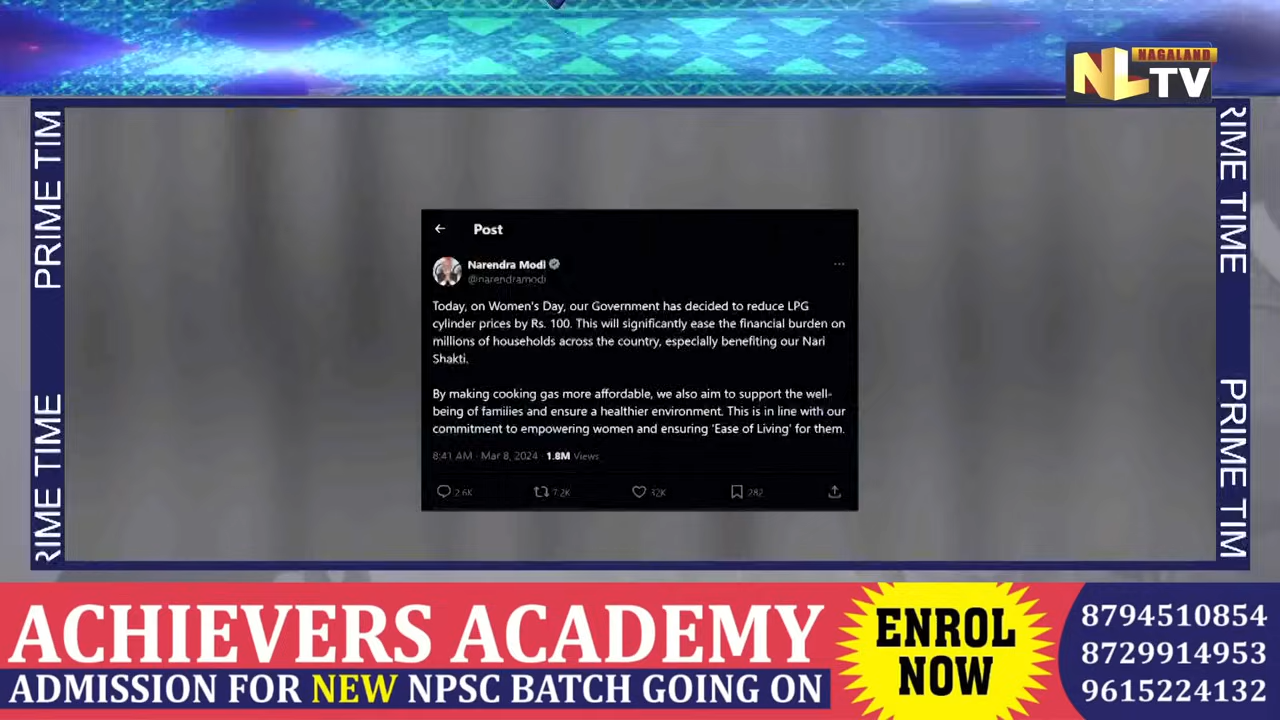 NAGALAND
NLTV
PRIME TIM
RIME TIME
RIME TIME
PRIME TIM
Post
Narendra Modi
@narendramodi
Today, on Women's Day, our Government has decided to reduce LPG
cylinder prices by Rs. 100. This will significantly ease the financial burden on
millions of households across the country, especially benefiting our Nari
Shakti.
By making cooking gas more affordable, we also aim to support the well-
being of families and ensure a healthier environment. This is in line with our
commitment to empowering women and ensuring 'Ease of Living' for them.
8:41 AM · Mar 8, 2024 · 1.8M Views
2.6K 7.2K 32K 282
ACHIEVERS ACADEMY
ADMISSION FOR NEW NPSC BATCH GOING ON
ENROL
NOW
8794510854
8729914953
9615224132